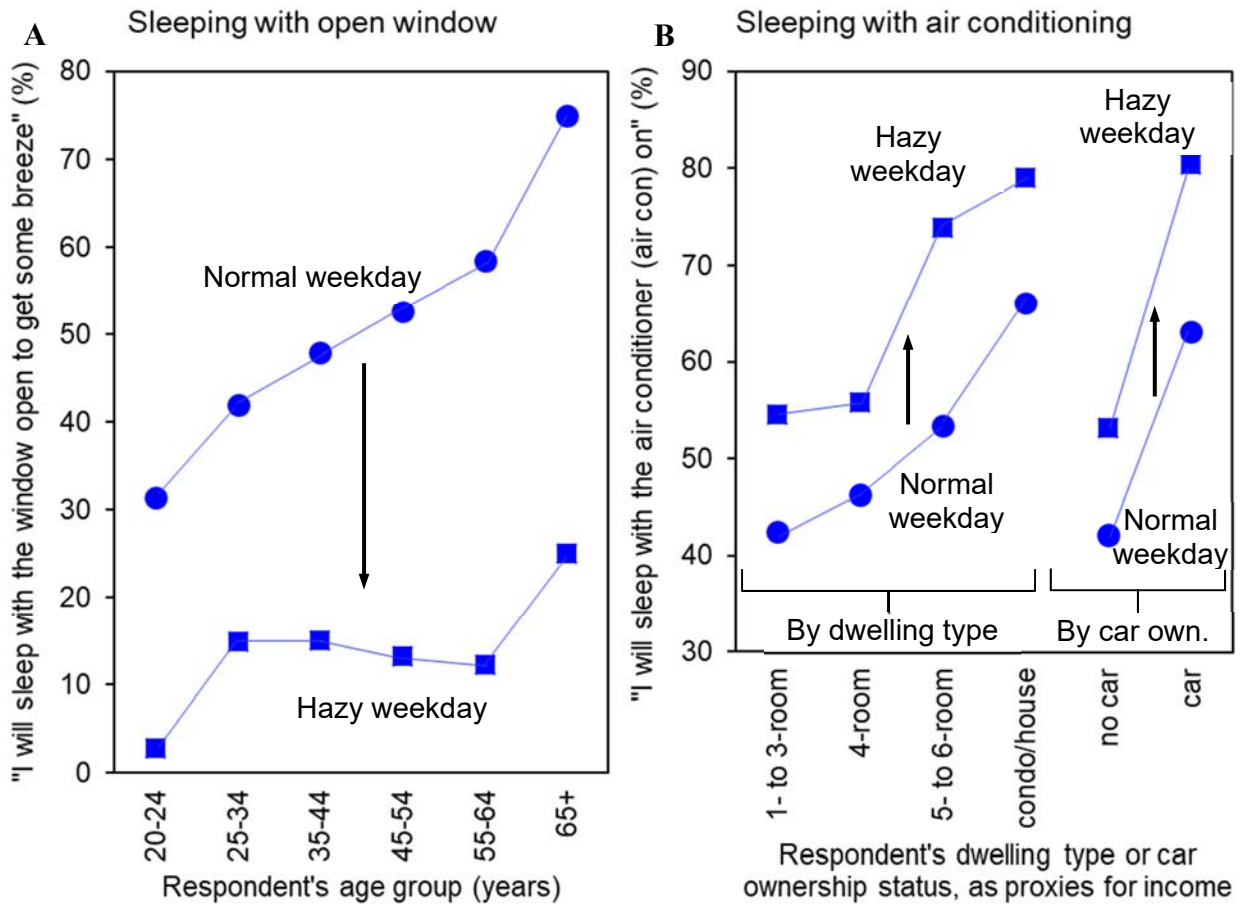 A
Sleeping with open window
"I will sleep with the window open to get some breeze" (%)
80
70
60
50
40
30
20
10
0
Normal weekday
Hazy weekday
20-24
25-34
35-44
45-54
55-64
65+
Respondent's age group (years)
B
Sleeping with air conditioning
"I will sleep with the air conditioner (air con) on" (%)
90
80
70
60
50
40
30
Hazy
weekday
Hazy
weekday
Normal
weekday
Normal
weekday
By dwelling type
By car own.
1- to 3-room
4-room
5- to 6-room
condo/house
no car
car
Respondent's dwelling type or car
ownership status, as proxies for income